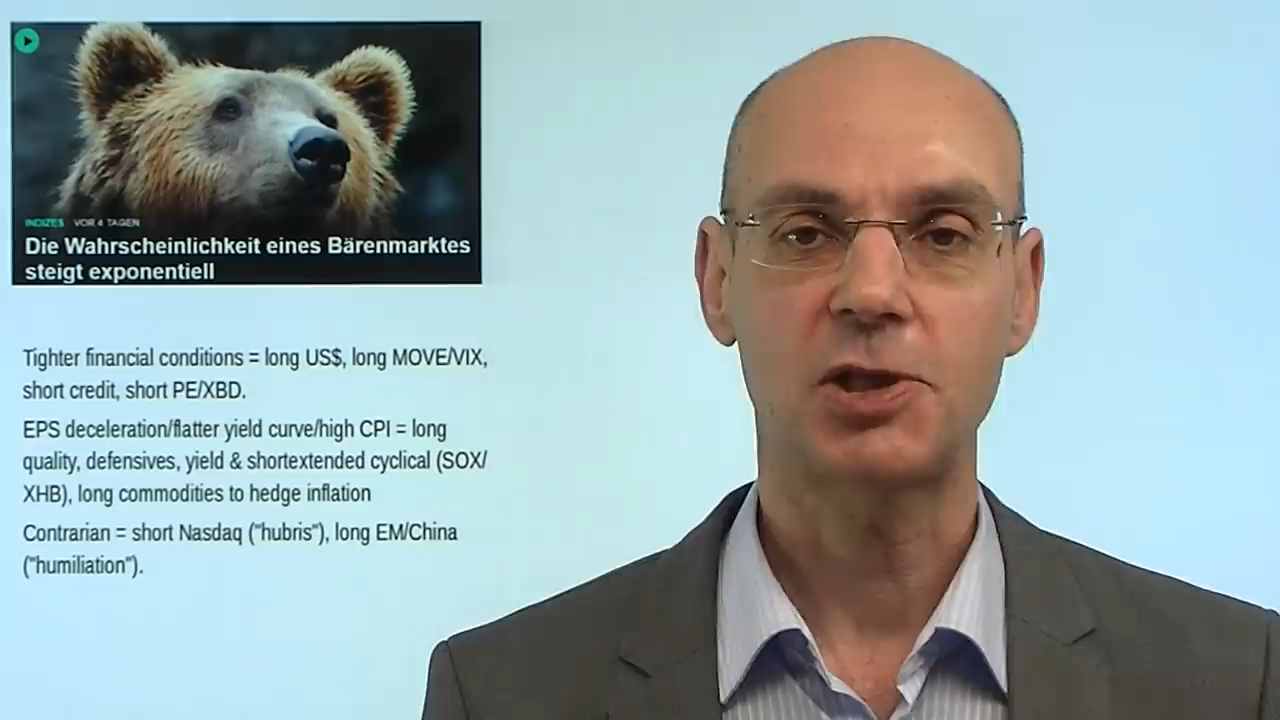 INDIZES VOR 4 TAGEN
Die Wahrscheinlichkeit eines Bärenmarktes
steigt exponentiell
Tighter financial conditions = long US$, long MOVE/VIX,
short credit, short PE/XBD.
EPS deceleration/flatter yield curve/high CPI = long
quality, defensives, yield & shortextended cyclical (SOX/
XHB), long commodities to hedge inflation
Contrarian = short Nasdaq ("hubris"), long EM/China
("humiliation").